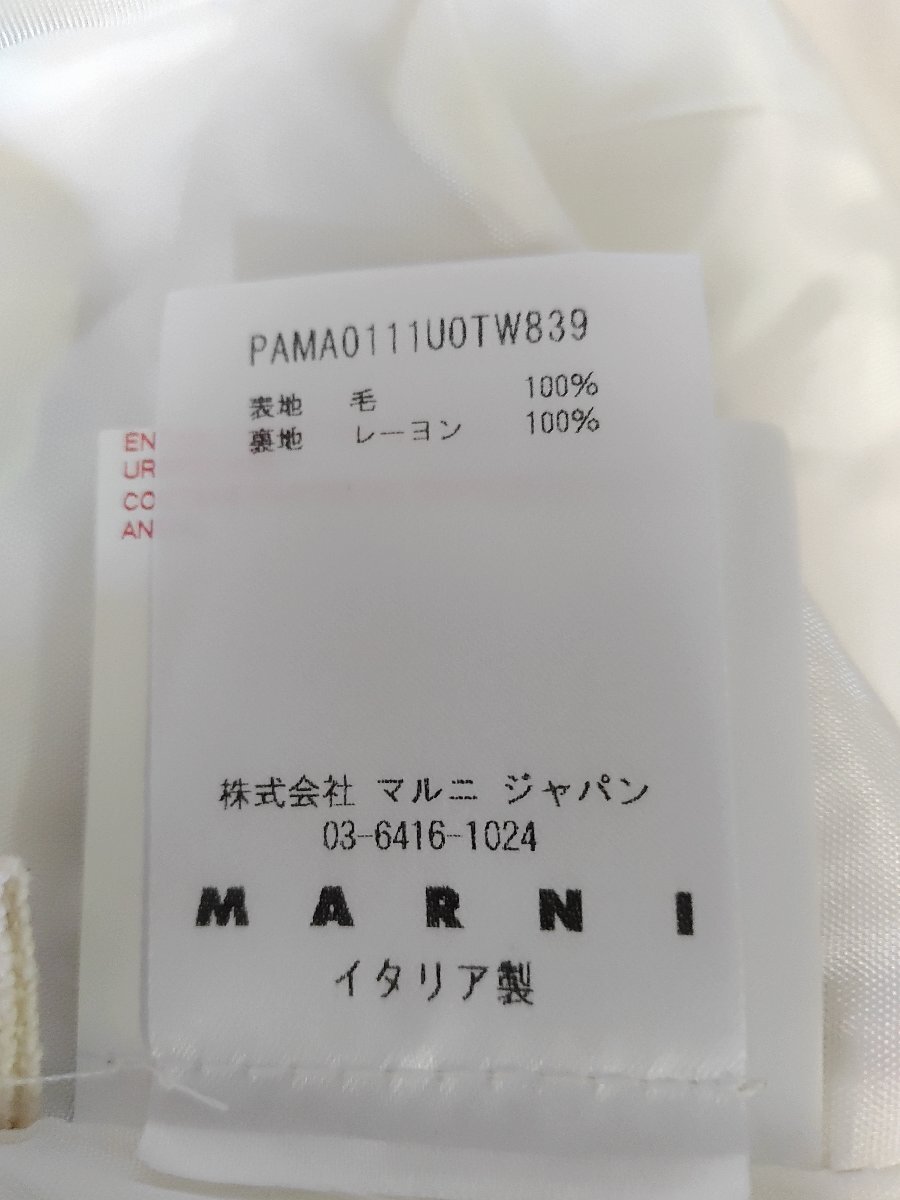 PAMA0111U0TW839
表地 毛 100%
裏地 レーヨン 100%
EN
UR
CO
AN
株式会社 マルニ ジャパン
03-6416-1024
MARNI
イタリア製